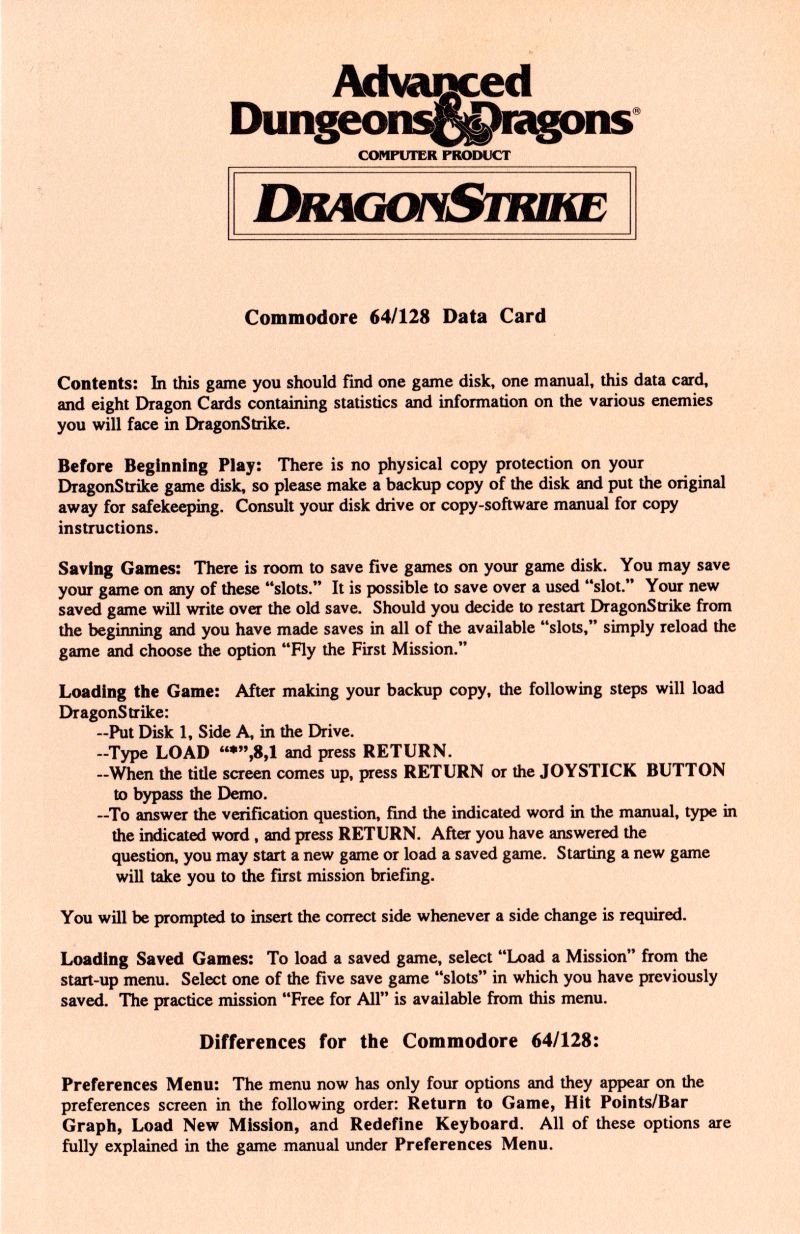 Advanced
Dungeons & Dragons®
COMPUTER PRODUCT
DRAGONSTRIKE
Commodore 64/128 Data Card
Contents: In this game you should find one game disk, one manual, this data card,
and eight Dragon Cards containing statistics and information on the various enemies
you will face in DragonStrike.
Before Beginning Play: There is no physical copy protection on your
DragonStrike game disk, so please make a backup copy of the disk and put the original
away for safekeeping. Consult your disk drive or copy-software manual for copy
instructions.
Saving Games: There is room to save five games on your game disk. You may save
your game on any of these “slots.” It is possible to save over a used “slot.” Your new
saved game will write over the old save. Should you decide to restart DragonStrike from
the beginning and you have made saves in all of the available “slots,” simply reload the
game and choose the option “Fly the First Mission.”
Loading the Game: After making your backup copy, the following steps will load
DragonStrike:
--Put Disk 1, Side A, in the Drive.
--Type LOAD “*”,8,1 and press RETURN.
--When the title screen comes up, press RETURN or the JOYSTICK BUTTON
to bypass the Demo.
--To answer the verification question, find the indicated word in the manual, type in
the indicated word , and press RETURN. After you have answered the
question, you may start a new game or load a saved game. Starting a new game
will take you to the first mission briefing.
You will be prompted to insert the correct side whenever a side change is required.
Loading Saved Games: To load a saved game, select “Load a Mission” from the
start-up menu. Select one of the five save game “slots” in which you have previously
saved. The practice mission “Free for All” is available from this menu.
Differences for the Commodore 64/128:
Preferences Menu: The menu now has only four options and they appear on the
preferences screen in the following order: Return to Game, Hit Points/Bar
Graph, Load New Mission, and Redefine Keyboard. All of these options are
fully explained in the game manual under Preferences Menu.